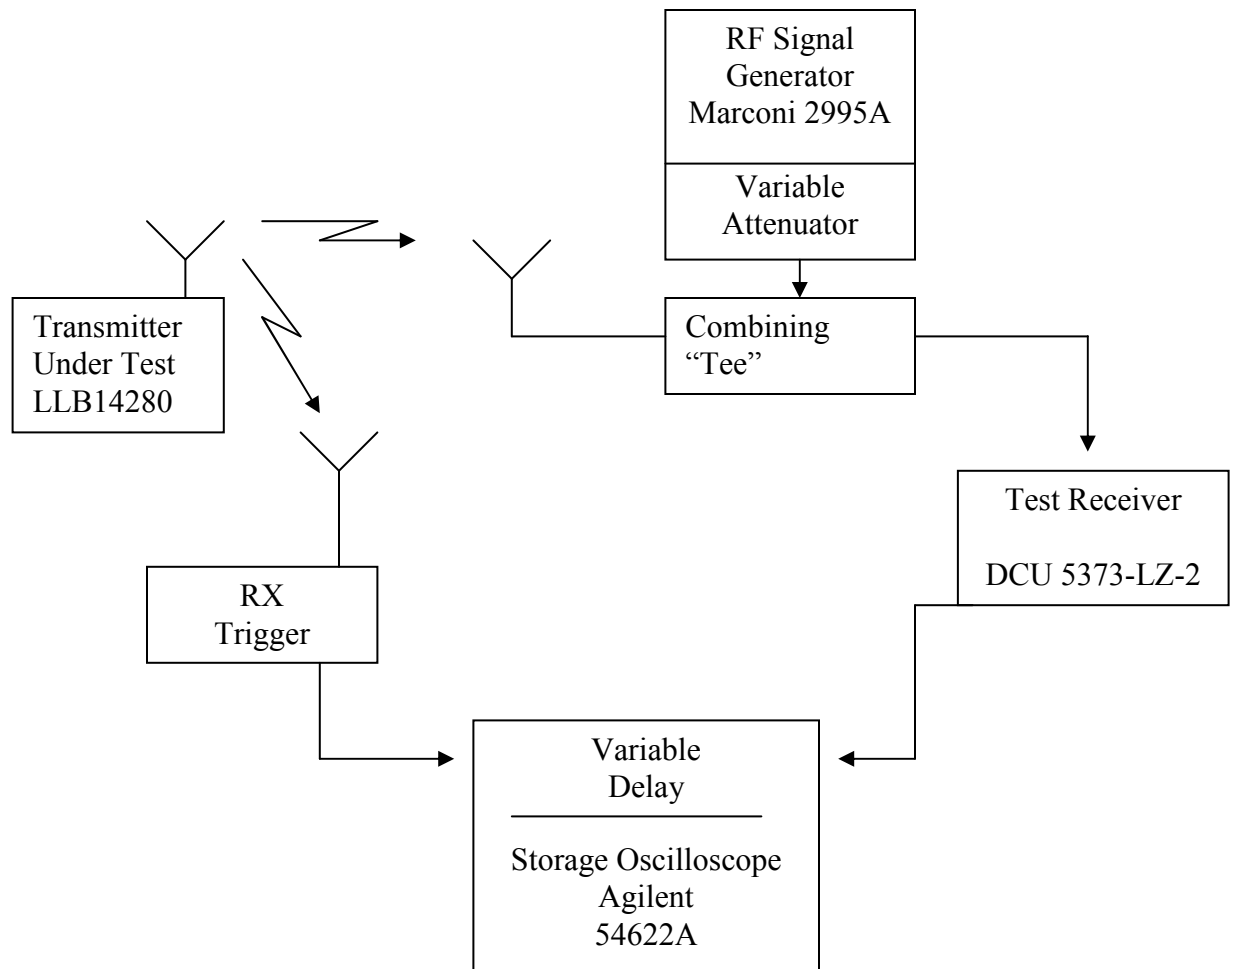 RF Signal
Generator
Marconi 2995A
Variable
Attenuator
Transmitter
Under Test
LLB14280
Combining
“Tee”
Test Receiver
DCU 5373-LZ-2
RX
Trigger
Variable
Delay
Storage Oscilloscope
Agilent
54622A